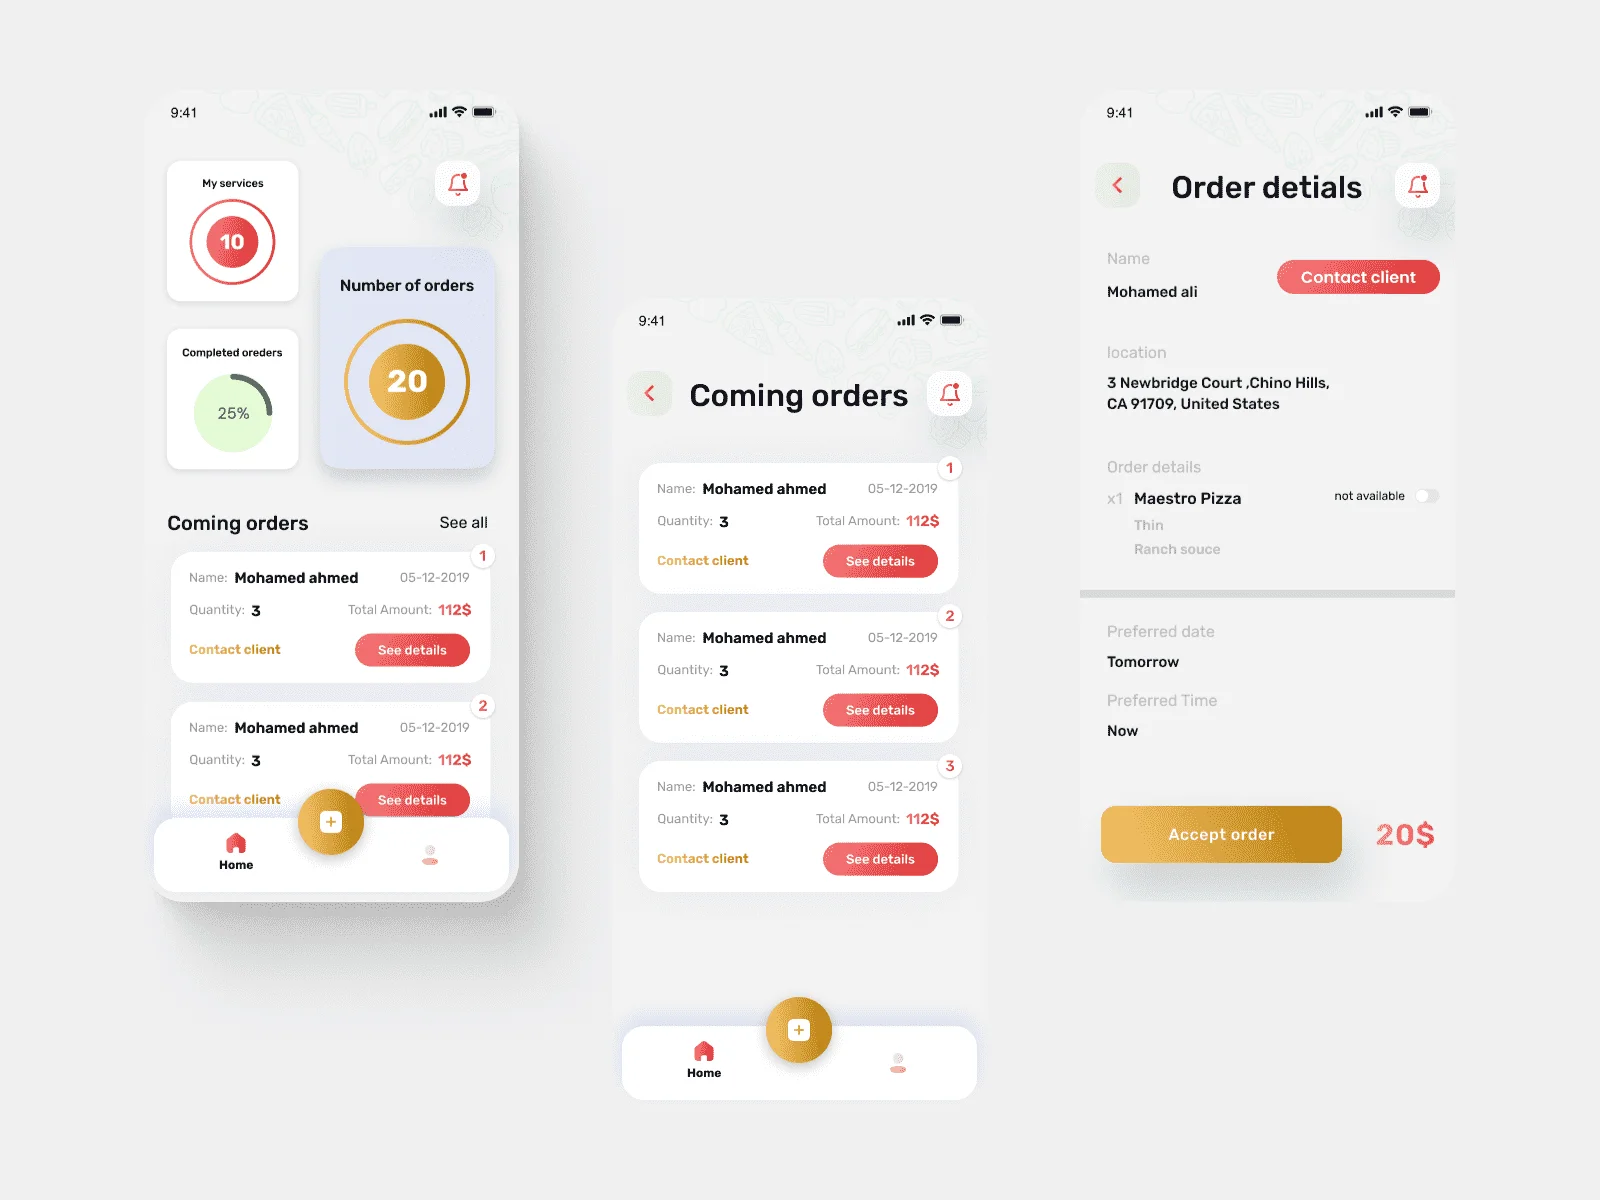 9:41
My services
10
Number of orders
20
Completed oreders
25%
Coming orders See all
1
Name: Mohamed ahmed 05-12-2019
Quantity: 3 Total Amount: 112$
Contact client See details
2
Name: Mohamed ahmed 05-12-2019
Quantity: 3 Total Amount: 112$
Contact client See details
Home
9:41
Coming orders
1
Name: Mohamed ahmed 05-12-2019
Quantity: 3 Total Amount: 112$
Contact client See details
2
Name: Mohamed ahmed 05-12-2019
Quantity: 3 Total Amount: 112$
Contact client See details
3
Name: Mohamed ahmed 05-12-2019
Quantity: 3 Total Amount: 112$
Contact client See details
Home
9:41
Order detials
Name
Mohamed ali
Contact client
location
3 Newbridge Court ,Chino Hills,
CA 91709, United States
Order details
x1 Maestro Pizza not available
Thin
Ranch souce
Preferred date
Tomorrow
Preferred Time
Now
Accept order 20$